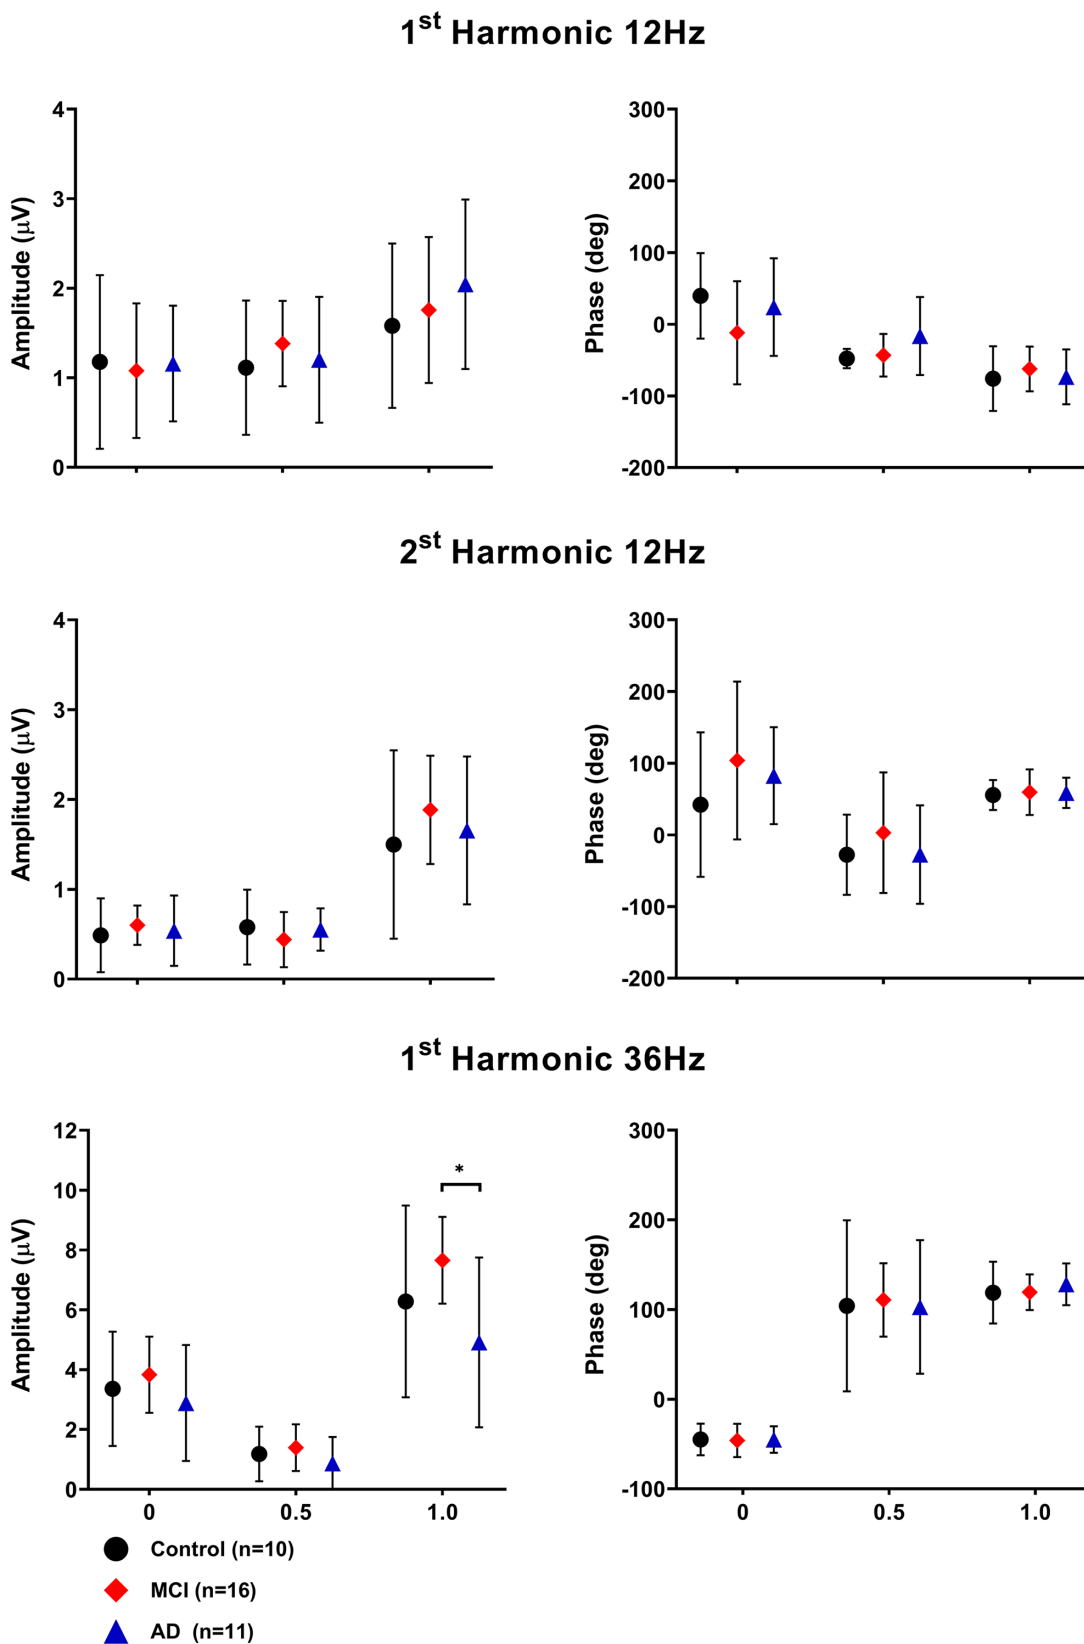 1st Harmonic 12Hz
Amplitude (μV)
4
3
2
1
0
Phase (deg)
300
200
100
0
-100
-200
2st Harmonic 12Hz
Amplitude (μV)
4
3
2
1
0
Phase (deg)
300
200
100
0
-100
-200
1st Harmonic 36Hz
Amplitude (μV)
12
10
8
6
4
2
0
*
0 0.5 1.0
Phase (deg)
300
200
100
0
-100
0 0.5 1.0
Control (n=10)
MCI (n=16)
AD (n=11)